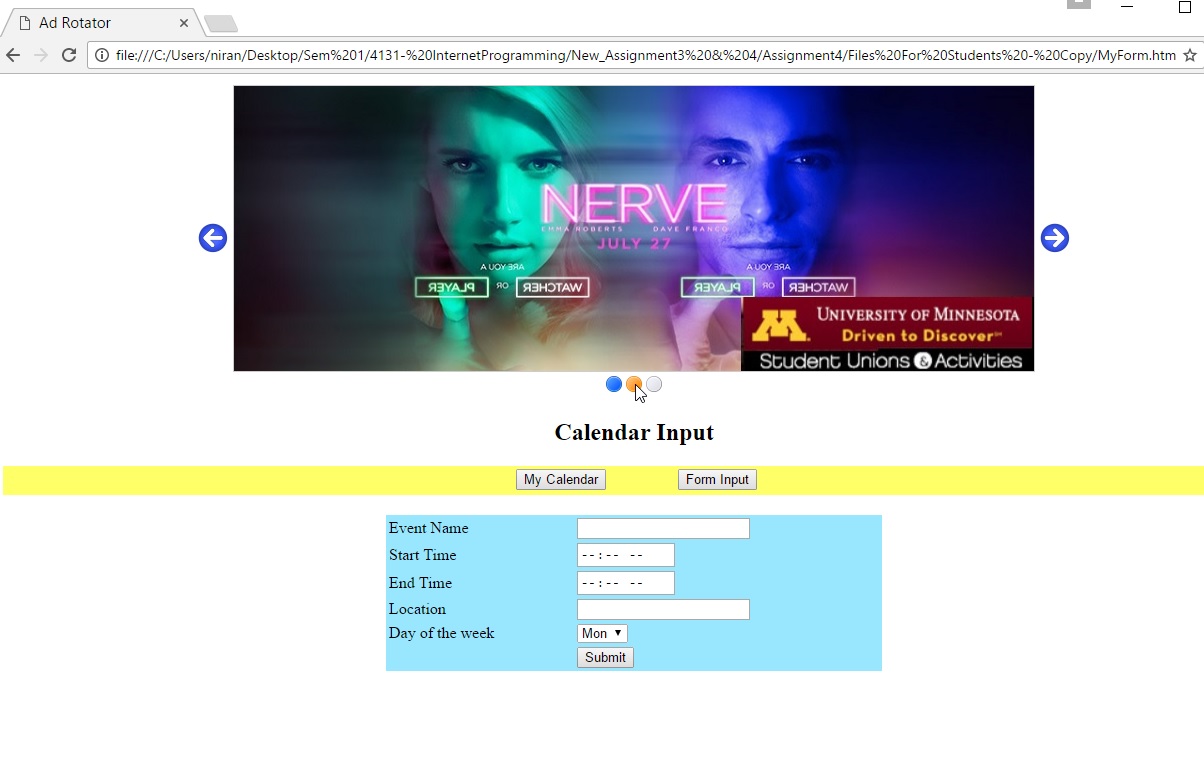 Ad Rotator
file:///C:/Users/niran/Desktop/Sem%201/4131-%20InternetProgramming/New_Assignment3%20&%204/Assignment4/Files%20For%20Students%20-%20Copy/MyForm.htm
NERVE
EMMA ROBERTS DAVE FRANCO
JULY 27
ARE YOU A ARE YOU A
PLAYER OR WATCHER PLAYER OR WATCHER
UNIVERSITY OF MINNESOTA
Driven to Discover℠
Student Unions & Activities
Calendar Input
My Calendar Form Input
Event Name
Start Time --:-- --
End Time --:-- --
Location
Day of the week Mon
Submit